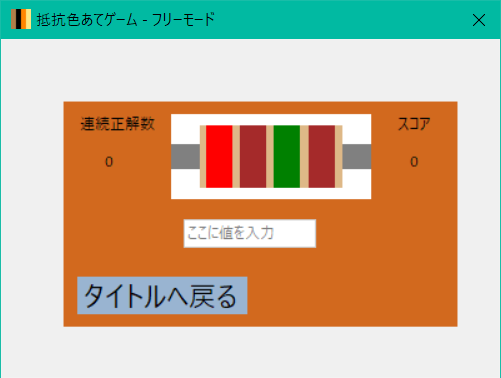 抵抗色あてゲーム - フリーモード
連続正解数
スコア
0
0
ここに値を入力
タイトルへ戻る